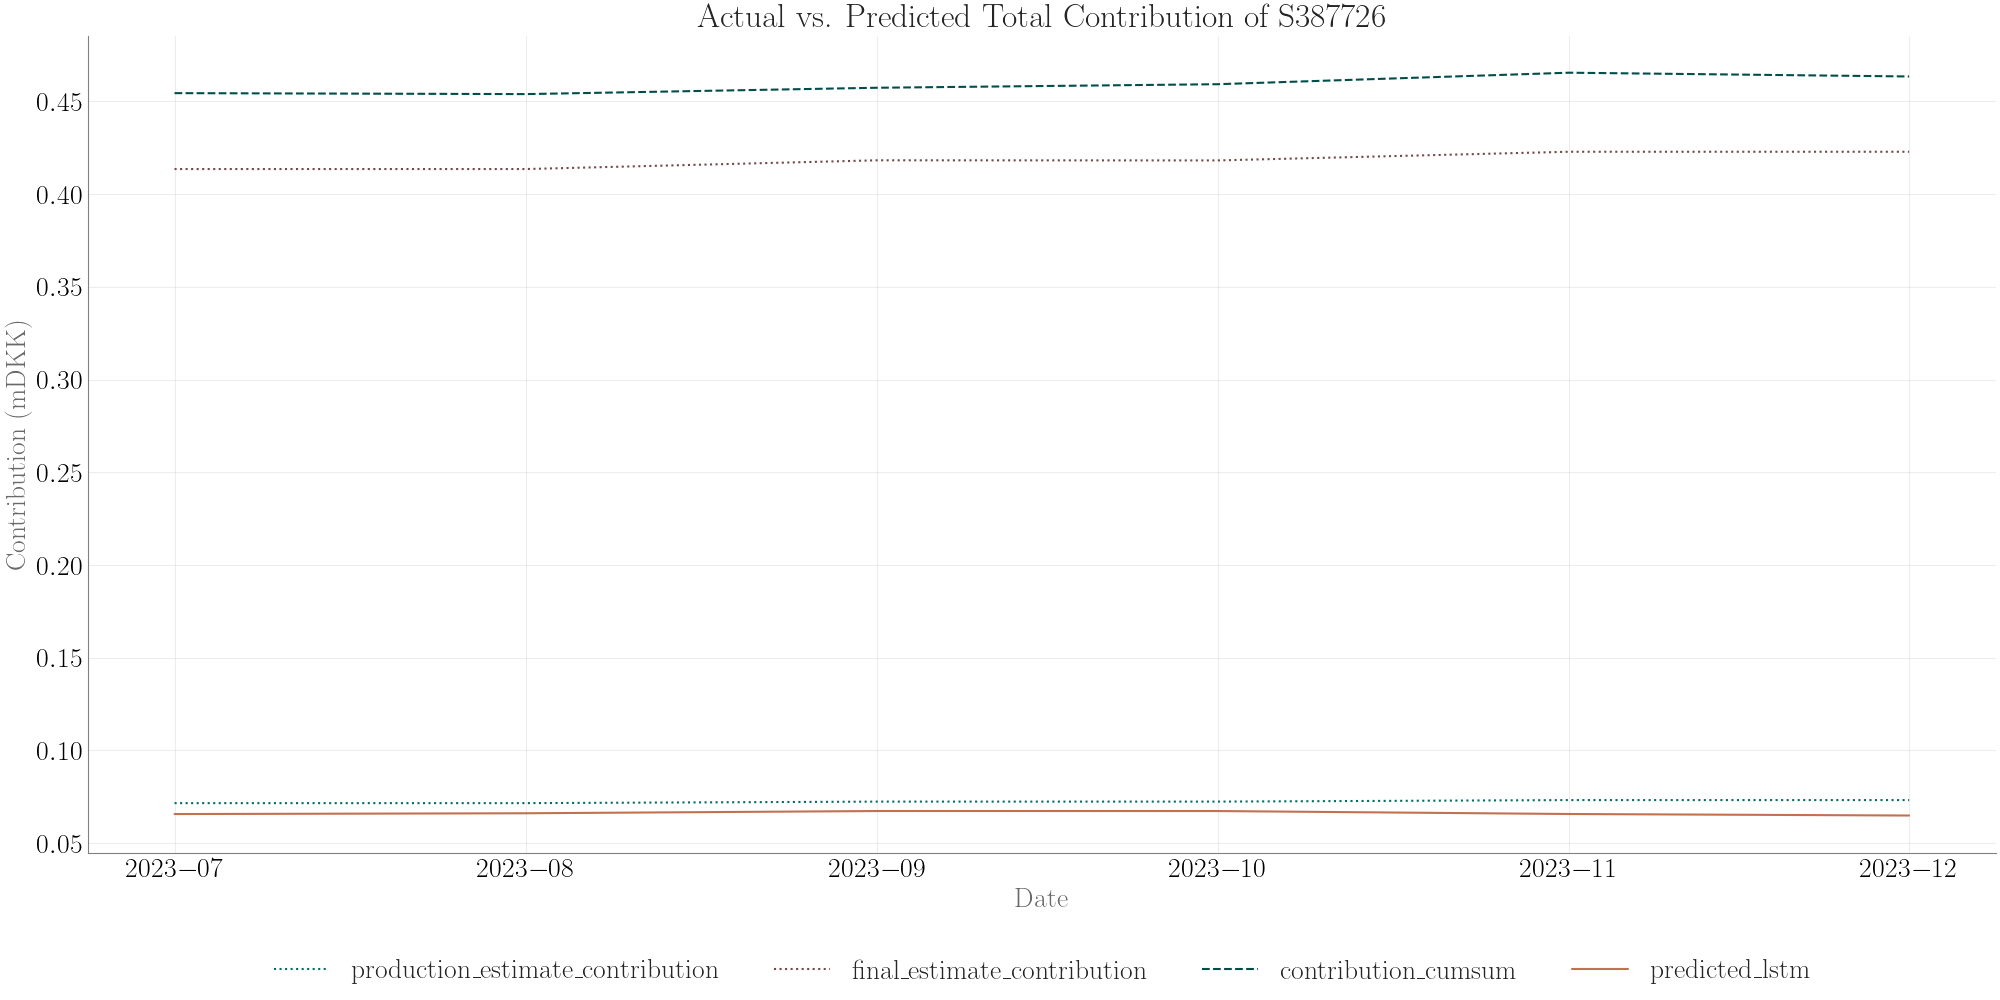 Actual vs. Predicted Total Contribution of S387726
Contribution (mDKK)
0.45
0.40
0.35
0.30
0.25
0.20
0.15
0.10
0.05
2023−07 2023−08 2023−09 2023−10 2023−11 2023−12
Date
production_estimate_contribution final_estimate_contribution contribution_cumsum predicted_lstm